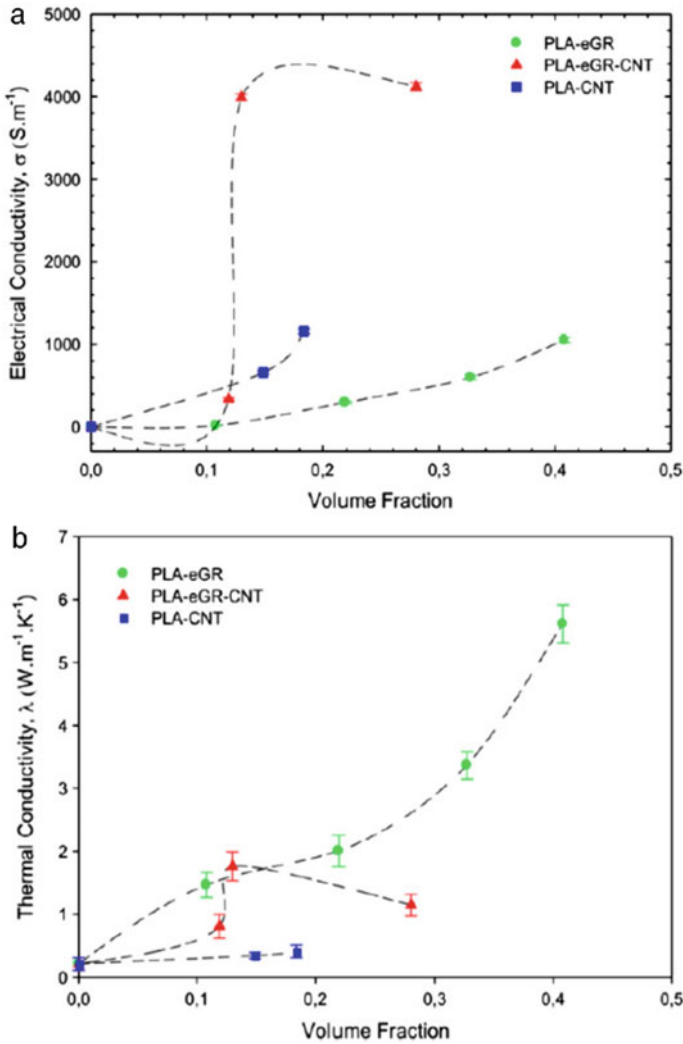 a
5000
4000
3000
2000
1000
0
Electrical Conductivity, σ (S.m⁻¹)
PLA-eGR
PLA-eGR-CNT
PLA-CNT
0,0 0,1 0,2 0,3 0,4 0,5
Volume Fraction
b
7
6
5
4
3
2
1
0
Thermal Conductivity, λ (W.m⁻¹.K⁻¹)
PLA-eGR
PLA-eGR-CNT
PLA-CNT
0,0 0,1 0,2 0,3 0,4 0,5
Volume Fraction